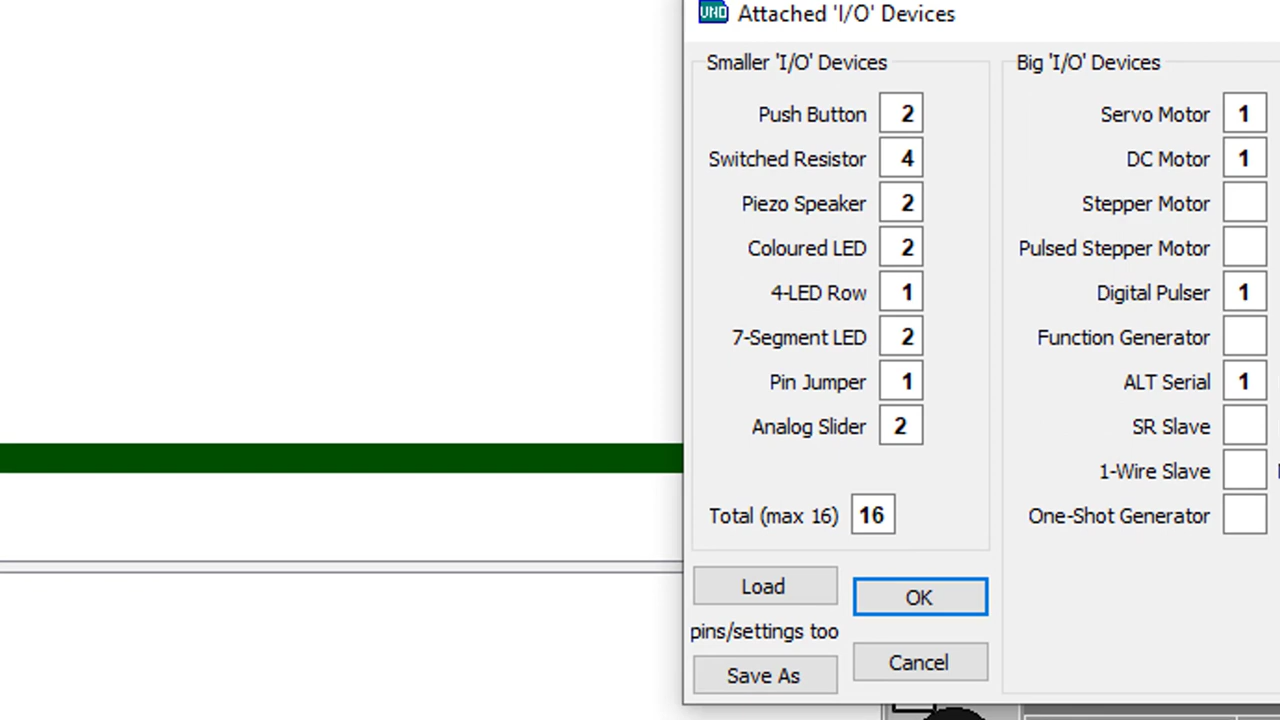 UNO Attached 'I/O' Devices
Smaller 'I/O' Devices
Push Button 2
Switched Resistor 4
Piezo Speaker 2
Coloured LED 2
4-LED Row 1
7-Segment LED 2
Pin Jumper 1
Analog Slider 2
Total (max 16) 16
Load
OK
pins/settings too
Save As
Cancel
Big 'I/O' Devices
Servo Motor 1
DC Motor 1
Stepper Motor
Pulsed Stepper Motor
Digital Pulser 1
Function Generator
ALT Serial 1
SR Slave
1-Wire Slave
One-Shot Generator